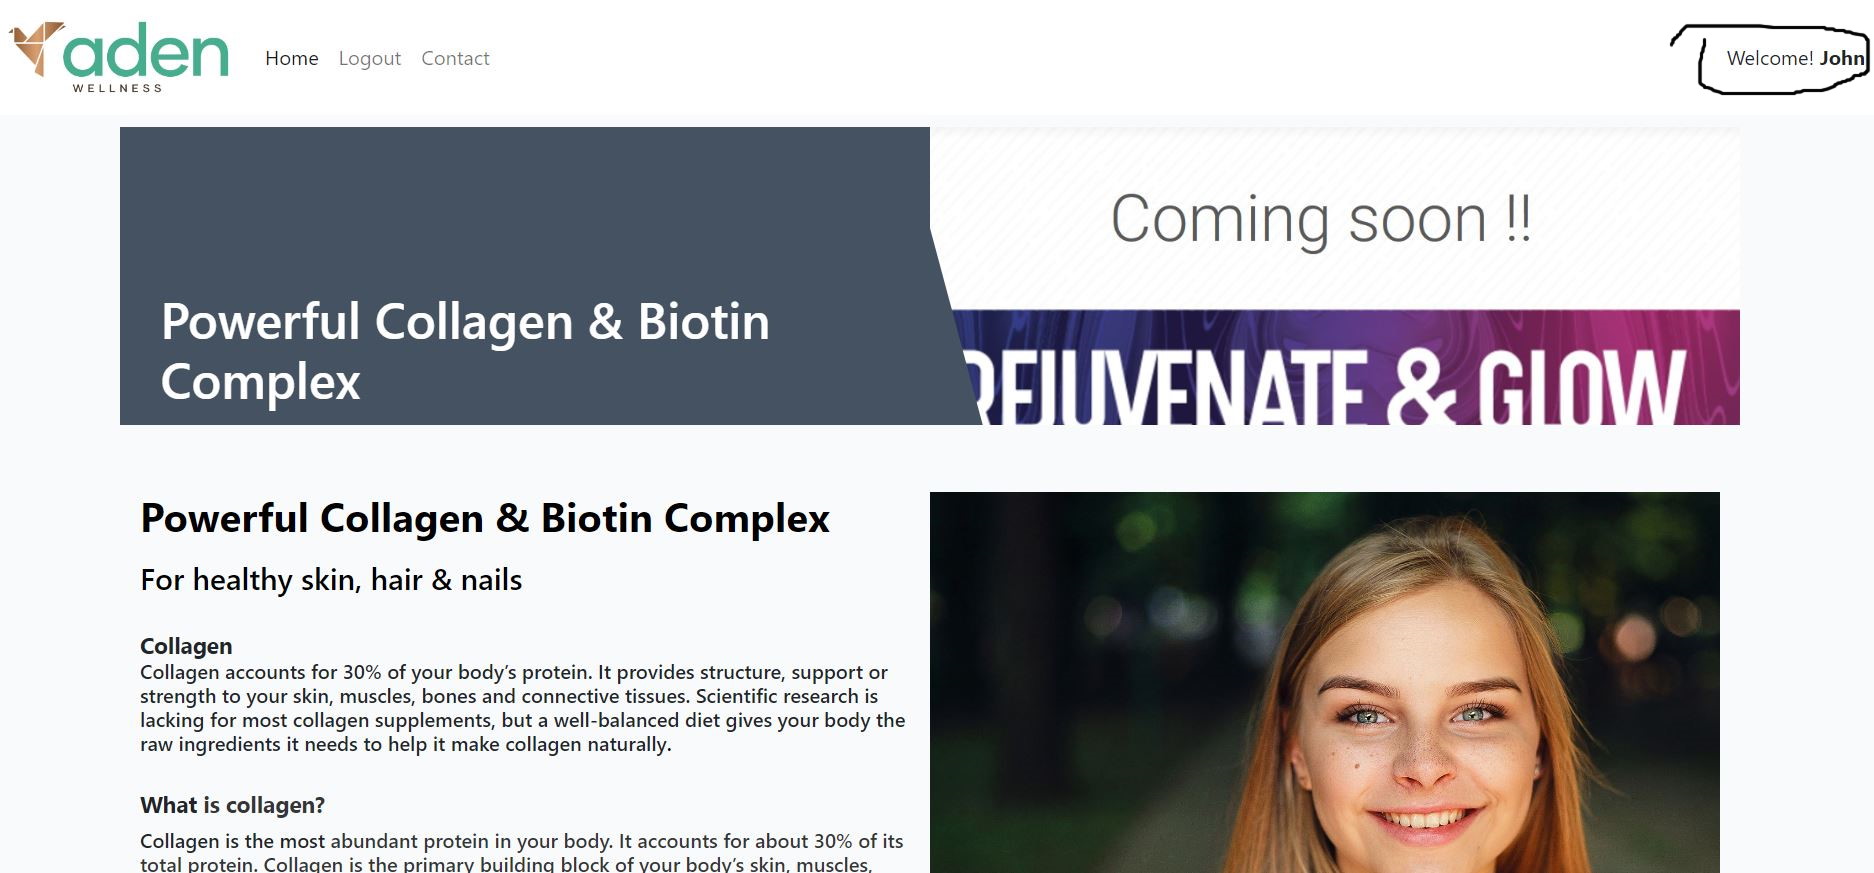 aden
WELLNESS
Home Logout Contact
Welcome! John
Powerful Collagen & Biotin
Complex
Coming soon !!
REJUVENATE & GLOW
Powerful Collagen & Biotin Complex
For healthy skin, hair & nails
Collagen
Collagen accounts for 30% of your body’s protein. It provides structure, support or
strength to your skin, muscles, bones and connective tissues. Scientific research is
lacking for most collagen supplements, but a well-balanced diet gives your body the
raw ingredients it needs to help it make collagen naturally.
What is collagen?
Collagen is the most abundant protein in your body. It accounts for about 30% of its
total protein. Collagen is the primary building block of your body’s skin, muscles,